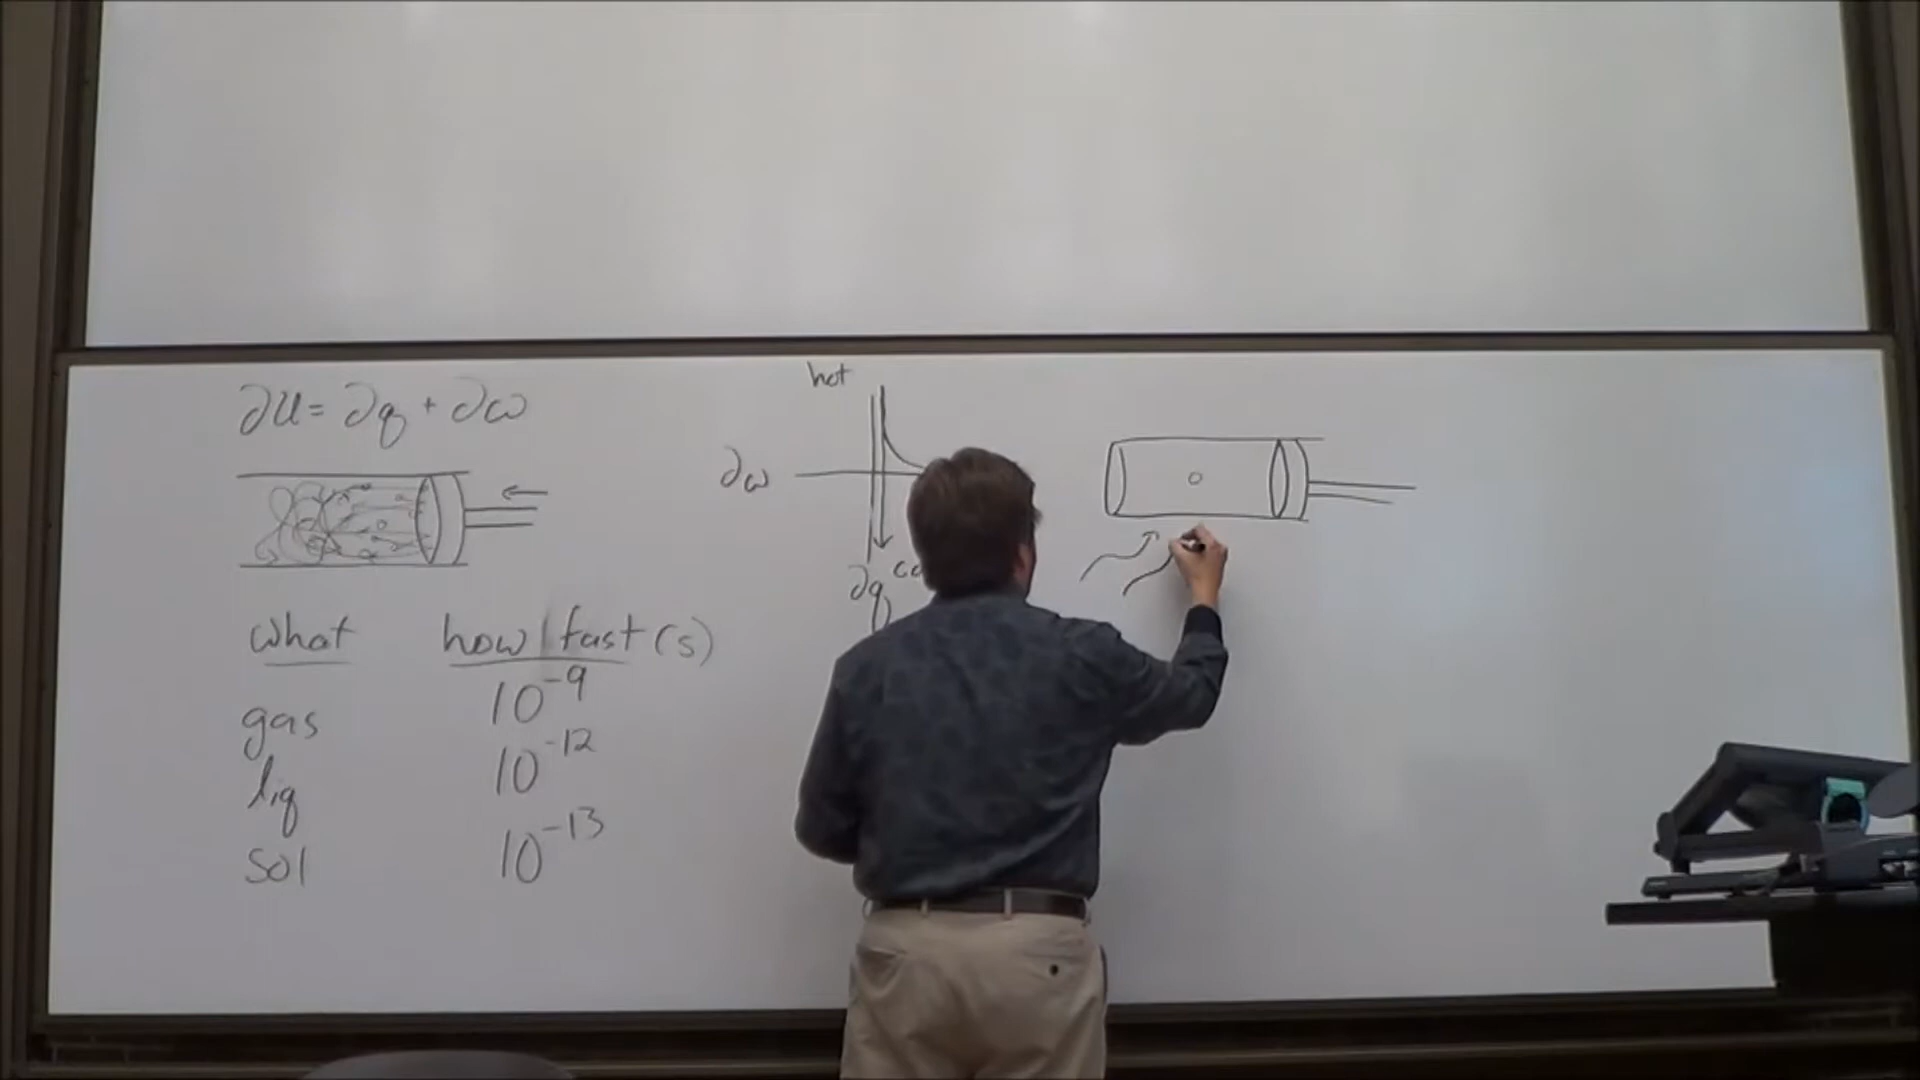 ∂U = ∂q + ∂w
what how fast (s)
gas 10⁻⁹
liq 10⁻¹²
sol 10⁻¹³
hot
∂w
∂q